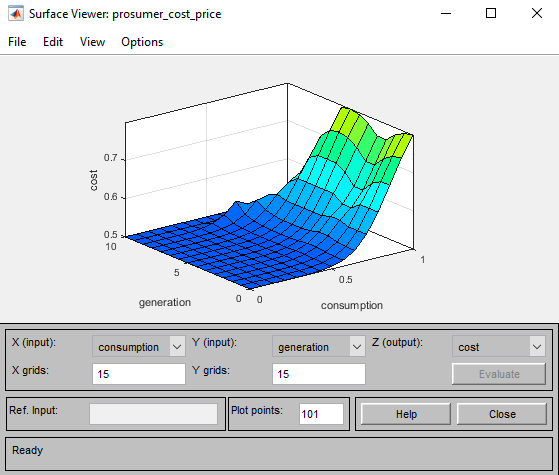 Surface Viewer: prosumer_cost_price
File Edit View Options
0.7
0.6
0.5
cost
10
5
0
generation
0
0.5
1
consumption
X (input): consumption Y (input): generation Z (output): cost
X grids: 15 Y grids: 15 Evaluate
Ref. Input: Plot points: 101 Help Close
Ready